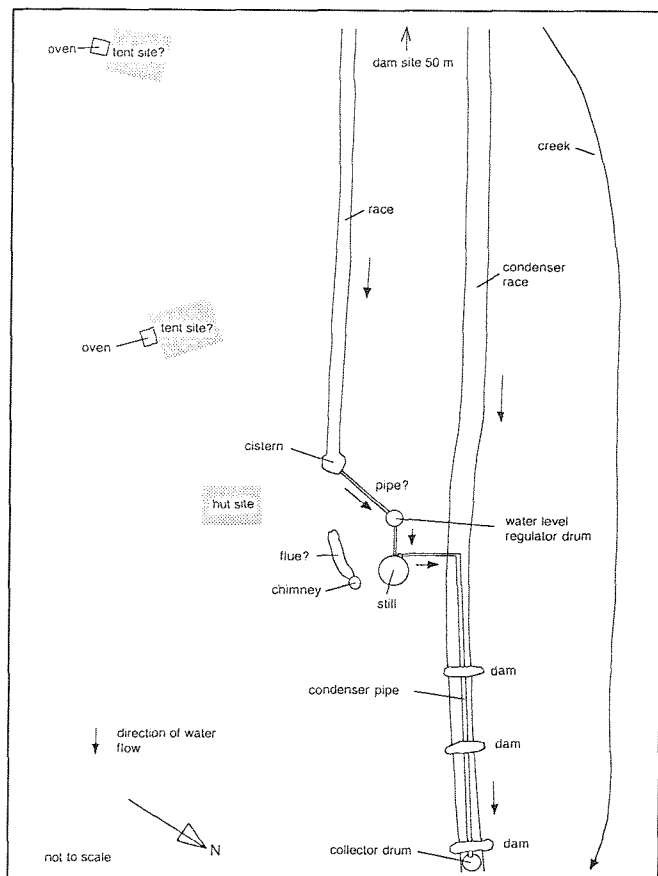 oven
tent site?
dam site 50 m
creek
race
condenser
race
tent site?
oven
cistern
pipe?
hut site
water level
regulator drum
flue?
chimney
still
dam
condenser pipe
direction of water
flow
dam
dam
collector drum
N
not to scale